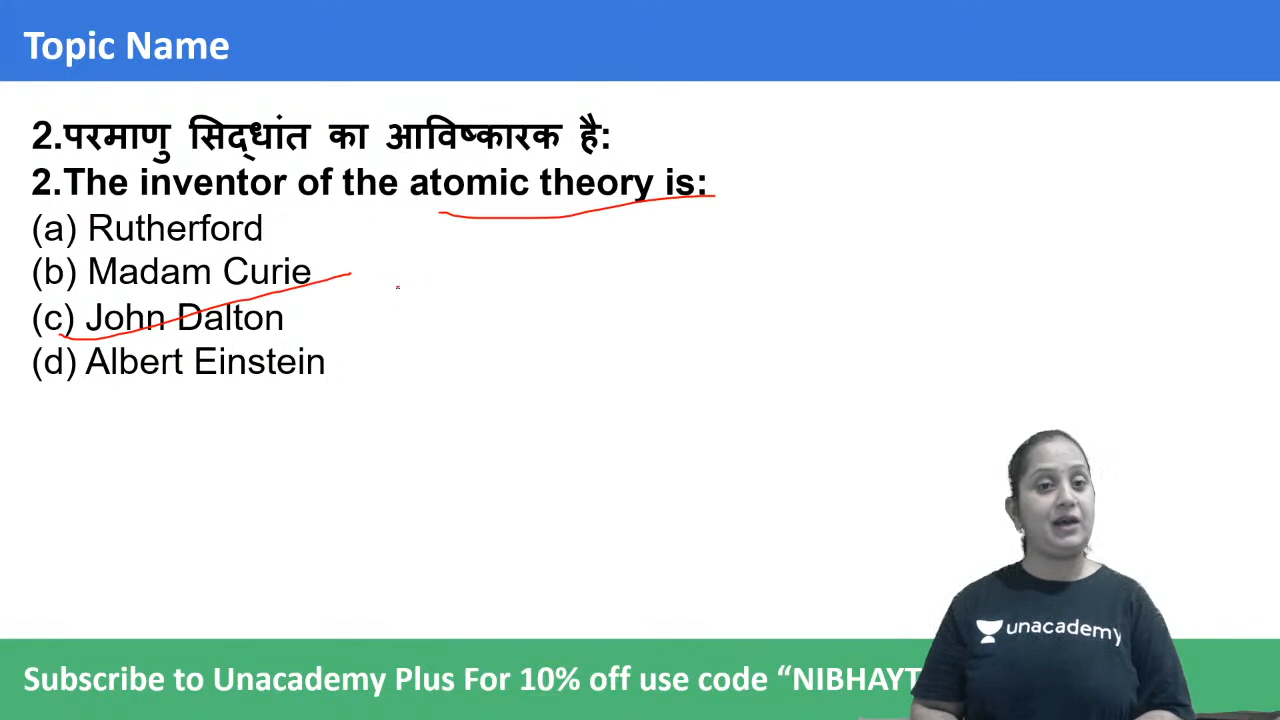 Topic Name
2.परमाणु सिद्धांत का आविष्कारक है:
2.The inventor of the atomic theory is:
(a) Rutherford
(b) Madam Curie
(c) John Dalton
(d) Albert Einstein
unacademy
Subscribe to Unacademy Plus For 10% off use code “NIBHAYT